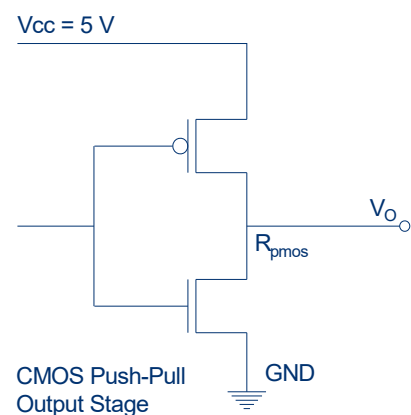 Vcc = 5 V
VO
Rpmos
GND
CMOS Push-Pull
Output Stage